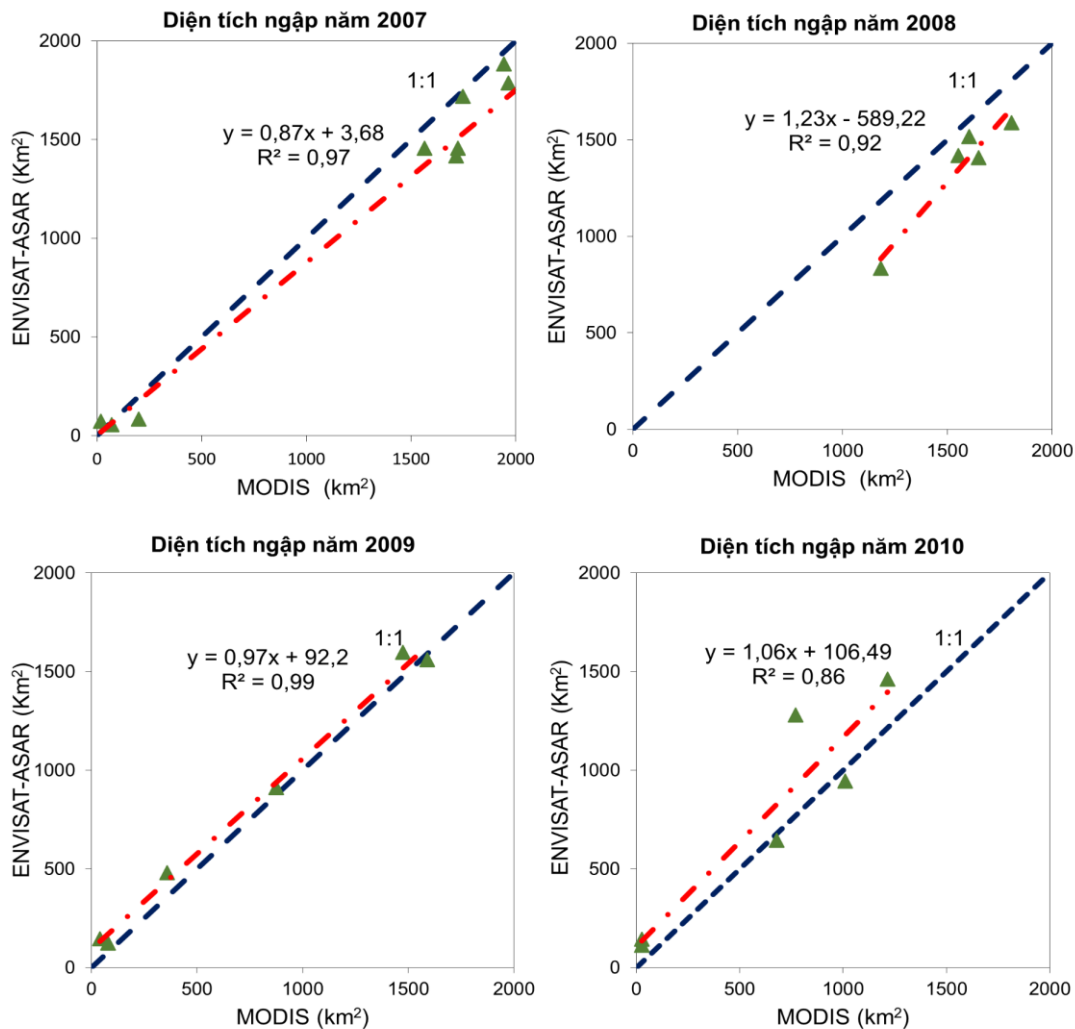 Diện tích ngập năm 2007
2000
1500
1000
500
0
ENVISAT-ASAR (Km²)
1:1
y = 0,87x + 3,68
R² = 0,97
0 500 1000 1500 2000
MODIS (km²)
Diện tích ngập năm 2008
2000
1500
1000
500
0
ENVISAT-ASAR (Km²)
1:1
y = 1,23x - 589,22
R² = 0,92
0 500 1000 1500 2000
MODIS (km²)
Diện tích ngập năm 2009
2000
1500
1000
500
0
ENVISAT-ASAR (Km²)
1:1
y = 0,97x + 92,2
R² = 0,99
0 500 1000 1500 2000
MODIS (km²)
Diện tích ngập năm 2010
2000
1500
1000
500
0
ENVISAT-ASAR (Km²)
1:1
y = 1,06x + 106,49
R² = 0,86
0 500 1000 1500 2000
MODIS (km²)